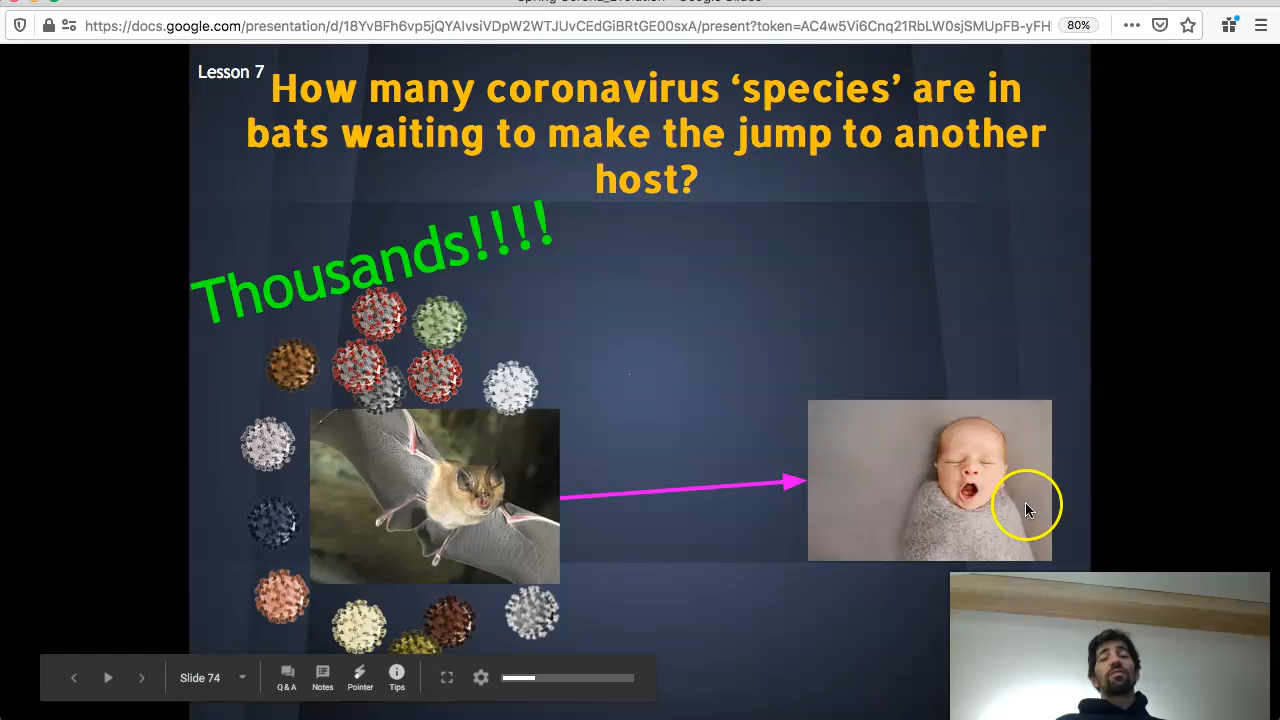 https://docs.google.com/presentation/d/18YvBFh6vp5jQYAIvsiVDpW2WTJUvCEdGiBRtGE00sxA/present?token=AC4w5Vi6Cnq21RbLW0sjSMUpFB-yFH
80%
Lesson 7
How many coronavirus ‘species’ are in
bats waiting to make the jump to another
host?
Thousands!!!!
Slide 74
Q & A
Notes
Pointer
Tips